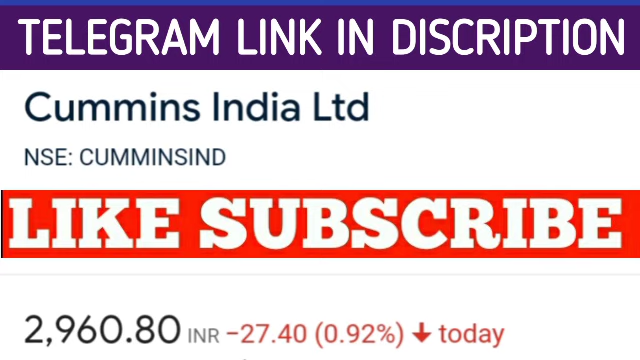 TELEGRAM LINK IN DISCRIPTION
Cummins India Ltd
NSE: CUMMINSIND
LIKE SUBSCRIBE
2,960.80 INR −27.40 (0.92%) ↓ today